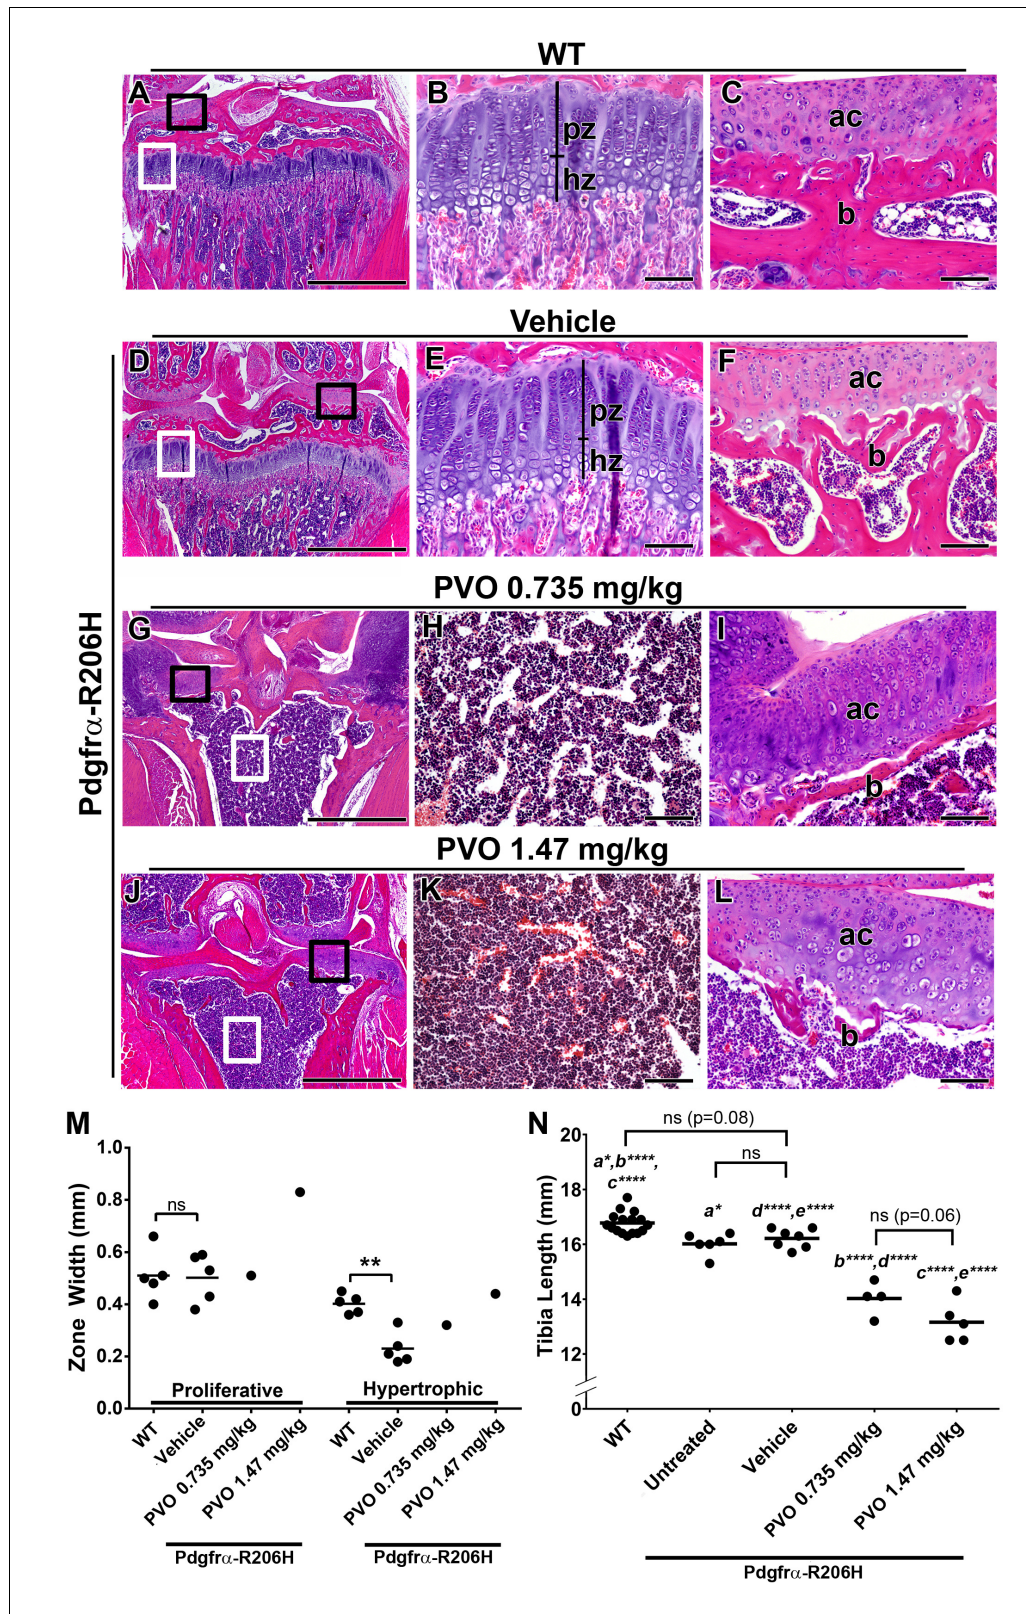 WT
A B C
pz
hz
ac
b
Vehicle
D E F
pz
hz
ac
b
Pdgfrα-R206H
PVO 0.735 mg/kg
G H I
ac
b
PVO 1.47 mg/kg
J K L
ac
b
M
Zone Width (mm)
1.0
0.8
0.6
0.4
0.2
0.0
ns
**
Proliferative
Hypertrophic
WT
Vehicle
PVO 0.735 mg/kg
PVO 1.47 mg/kg
WT
Vehicle
PVO 0.735 mg/kg
PVO 1.47 mg/kg
Pdgfrα-R206H
Pdgfrα-R206H
N
Tibia Length (mm)
20
18
16
14
12
0
ns (p=0.08)
ns
a*,b****,
c****
a*
d****,e****
ns (p=0.06)
b****,d****
c****,e****
WT
Untreated
Vehicle
PVO 0.735 mg/kg
PVO 1.47 mg/kg
Pdgfrα-R206H